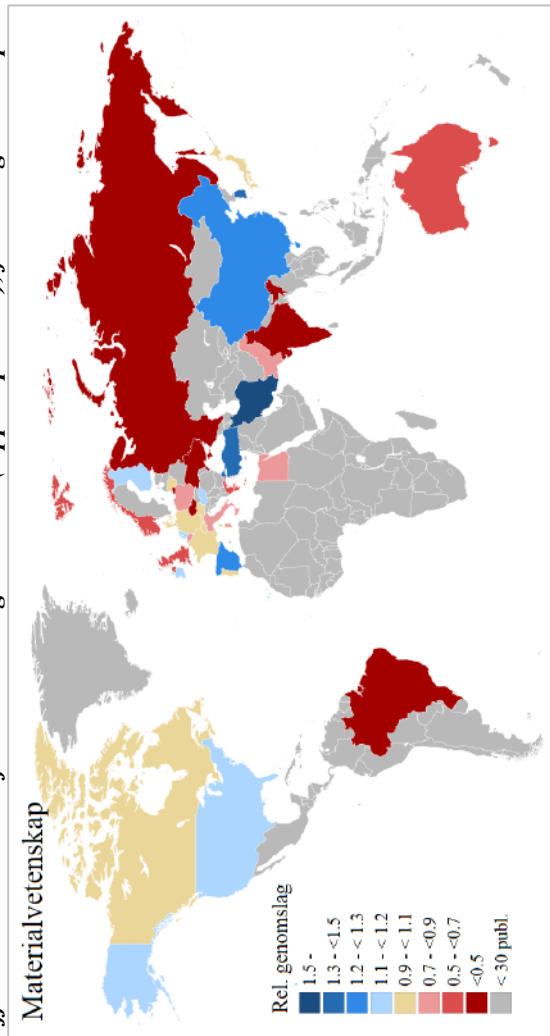 Materialvetenskap
Rel. genomslag
1.5 -
1.3 - <1.5
1.2 - < 1.3
1.1 - < 1.2
0.9 - < 1.1
0.7 - <0.9
0.5 - <0.7
<0.5
< 30 publ.